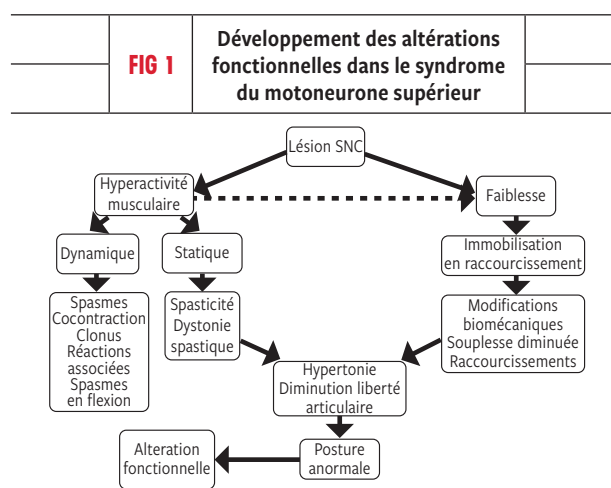 FIG 1
Développement des altérations
fonctionnelles dans le syndrome
du motoneurone supérieur
Lésion SNC
Hyperactivité
musculaire
Faiblesse
Dynamique
Statique
Immobilisation
en raccourcissement
Spasmes
Cocontraction
Clonus
Réactions
associées
Spasmes
en flexion
Spasticité
Dystonie
spastique
Modifications
biomécaniques
Souplesse diminuée
Raccourcissements
Hypertonie
Diminution liberté
articulaire
Alteration
fonctionnelle
Posture
anormale